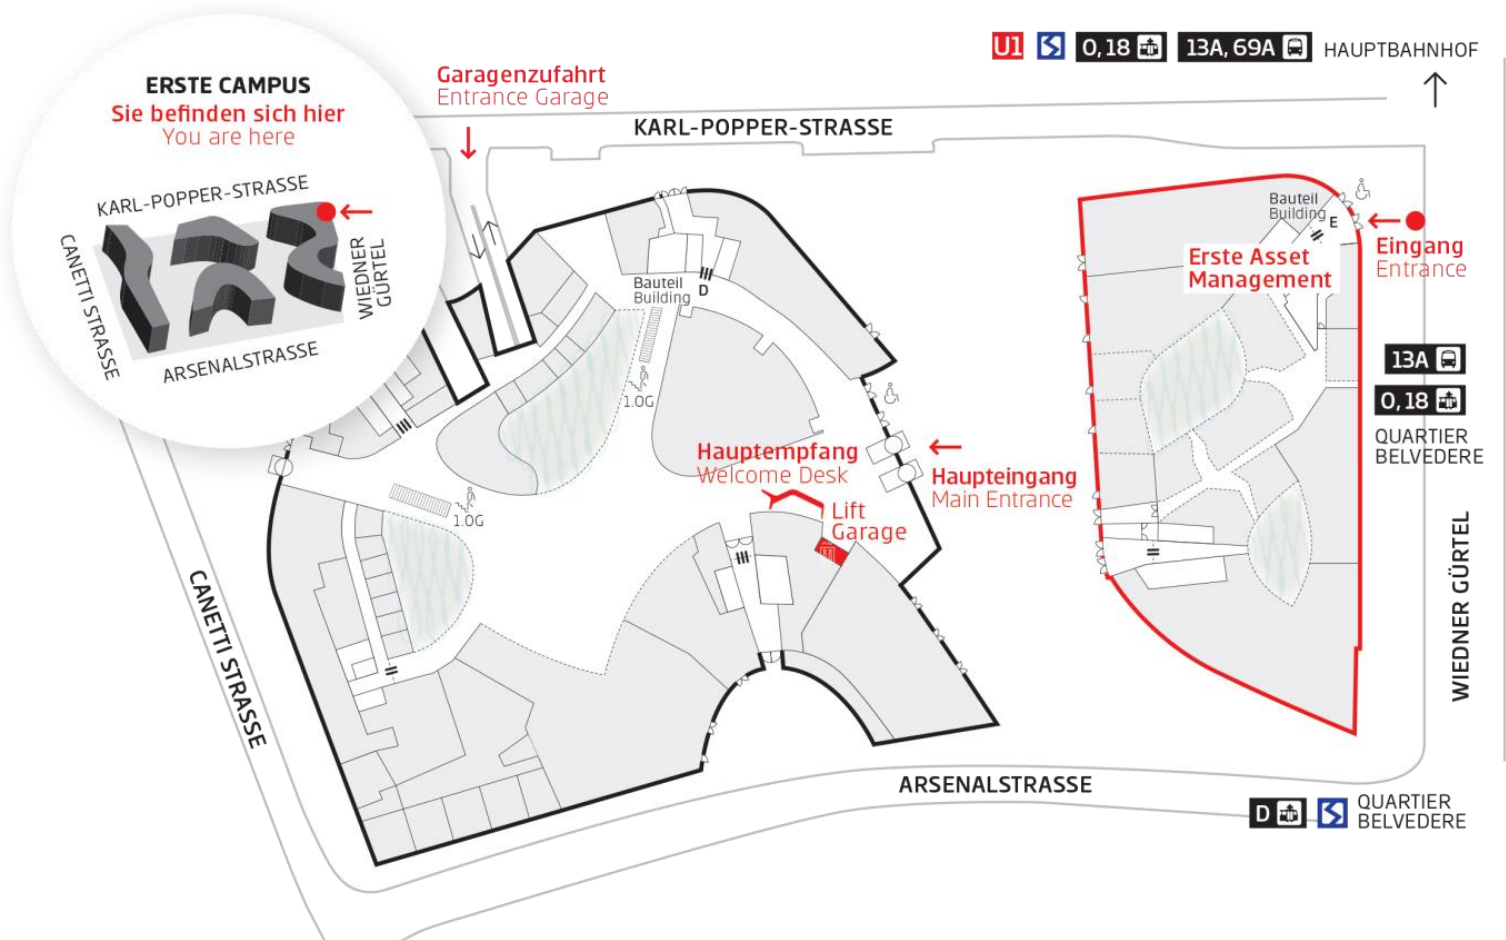 ERSTE CAMPUS
Sie befinden sich hier
You are here
KARL-POPPER-STRASSE
CANETTI STRASSE
WIEDNER
GÜRTEL
ARSENALSTRASSE
Garagenzufahrt
Entrance Garage
U1 0, 18 13A, 69A HAUPTBAHNHOF
KARL-POPPER-STRASSE
Bauteil
Building E
Eingang
Entrance
Erste Asset
Management
Bauteil
Building D
1.OG
13A
0, 18
QUARTIER
BELVEDERE
Hauptempfang
Welcome Desk
Haupteingang
Main Entrance
1.OG
Lift
Garage
CANETTI STRASSE
WIEDNER GÜRTEL
ARSENALSTRASSE
D QUARTIER
BELVEDERE